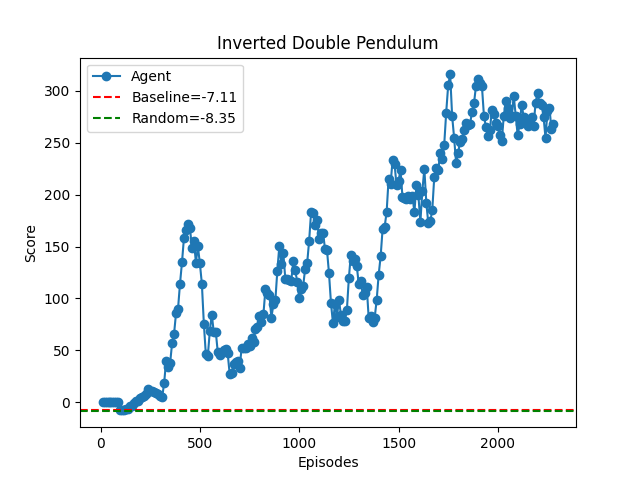 Inverted Double Pendulum
Agent
Baseline=-7.11
Random=-8.35
300
250
200
150
100
50
0
Score
0 500 1000 1500 2000
Episodes